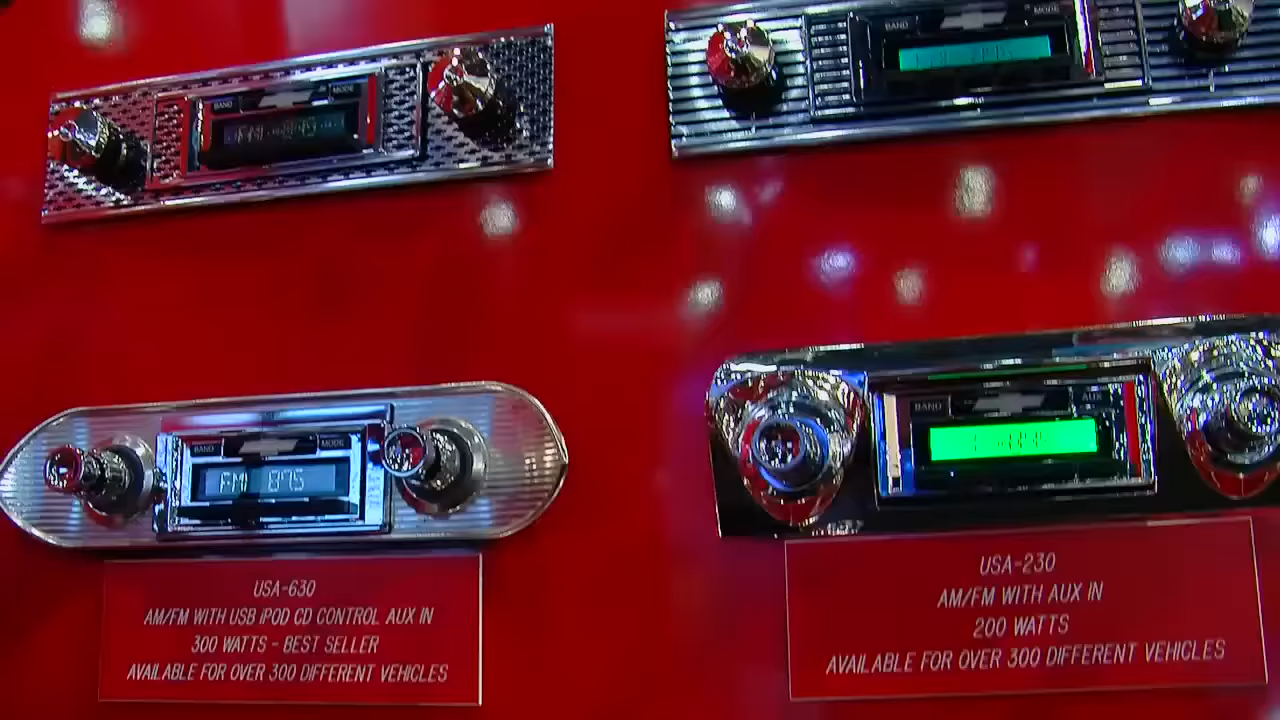 BAND
MODE
BAND
BAND
MODE
FM 87.5
BAND
AUX
USA-630
AM/FM WITH USB iPOD CD CONTROL AUX IN
300 WATTS - BEST SELLER
AVAILABLE FOR OVER 300 DIFFERENT VEHICLES
USA-230
AM/FM WITH AUX IN
200 WATTS
AVAILABLE FOR OVER 300 DIFFERENT VEHICLES